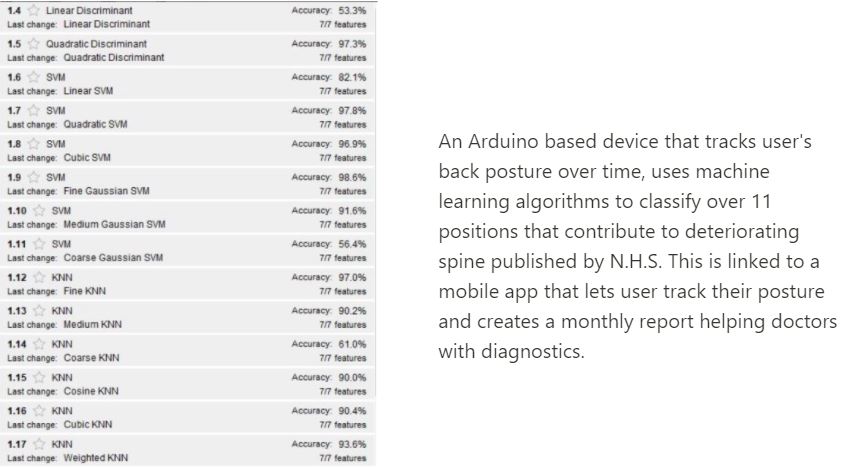 1.4 ☆ Linear Discriminant Accuracy: 53.3%
Last change: Linear Discriminant 7/7 features
1.5 ☆ Quadratic Discriminant Accuracy: 97.3%
Last change: Quadratic Discriminant 7/7 features
1.6 ☆ SVM Accuracy: 82.1%
Last change: Linear SVM 7/7 features
1.7 ☆ SVM Accuracy: 97.8%
Last change: Quadratic SVM 7/7 features
1.8 ☆ SVM Accuracy: 96.9%
Last change: Cubic SVM 7/7 features
1.9 ☆ SVM Accuracy: 98.6%
Last change: Fine Gaussian SVM 7/7 features
1.10 ☆ SVM Accuracy: 91.6%
Last change: Medium Gaussian SVM 7/7 features
1.11 ☆ SVM Accuracy: 56.4%
Last change: Coarse Gaussian SVM 7/7 features
1.12 ☆ KNN Accuracy: 97.0%
Last change: Fine KNN 7/7 features
1.13 ☆ KNN Accuracy: 90.2%
Last change: Medium KNN 7/7 features
1.14 ☆ KNN Accuracy: 61.0%
Last change: Coarse KNN 7/7 features
1.15 ☆ KNN Accuracy: 90.0%
Last change: Cosine KNN 7/7 features
1.16 ☆ KNN Accuracy: 90.4%
Last change: Cubic KNN 7/7 features
1.17 ☆ KNN Accuracy: 93.6%
Last change: Weighted KNN 7/7 features
An Arduino based device that tracks user's
back posture over time, uses machine
learning algorithms to classify over 11
positions that contribute to deteriorating
spine published by N.H.S. This is linked to a
mobile app that lets user track their posture
and creates a monthly report helping doctors
with diagnostics.